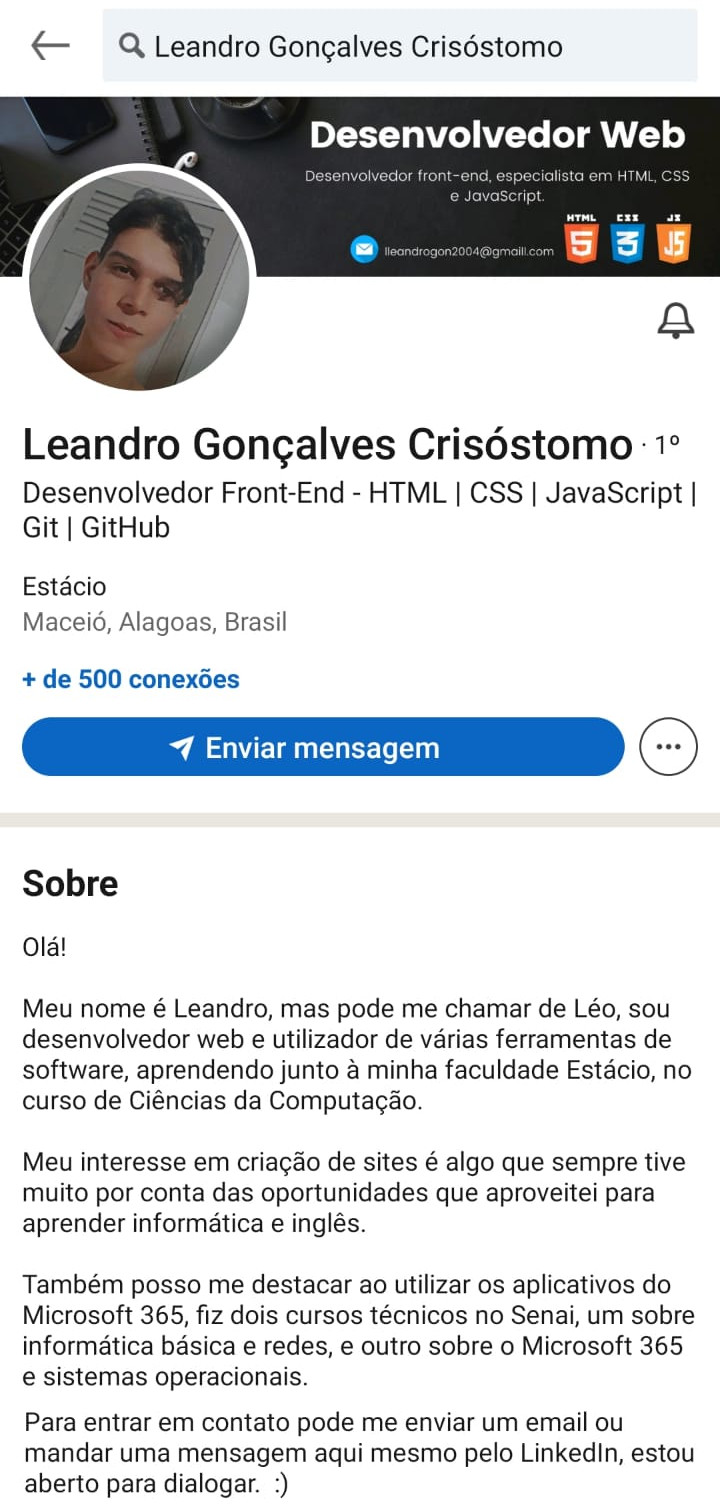 Leandro Gonçalves Crisóstomo
Desenvolvedor Web
Desenvolvedor front-end, especialista em HTML, CSS
e JavaScript.
HTML CSS JS
5 3 JS
lleandrogon2004@gmaill.com
Leandro Gonçalves Crisóstomo · 1º
Desenvolvedor Front-End - HTML | CSS | JavaScript |
Git | GitHub
Estácio
Maceió, Alagoas, Brasil
+ de 500 conexões
Enviar mensagem
Sobre
Olá!
Meu nome é Leandro, mas pode me chamar de Léo, sou
desenvolvedor web e utilizador de várias ferramentas de
software, aprendendo junto à minha faculdade Estácio, no
curso de Ciências da Computação.
Meu interesse em criação de sites é algo que sempre tive
muito por conta das oportunidades que aproveitei para
aprender informática e inglês.
Também posso me destacar ao utilizar os aplicativos do
Microsoft 365, fiz dois cursos técnicos no Senai, um sobre
informática básica e redes, e outro sobre o Microsoft 365
e sistemas operacionais.
Para entrar em contato pode me enviar um email ou
mandar uma mensagem aqui mesmo pelo LinkedIn, estou
aberto para dialogar. :)